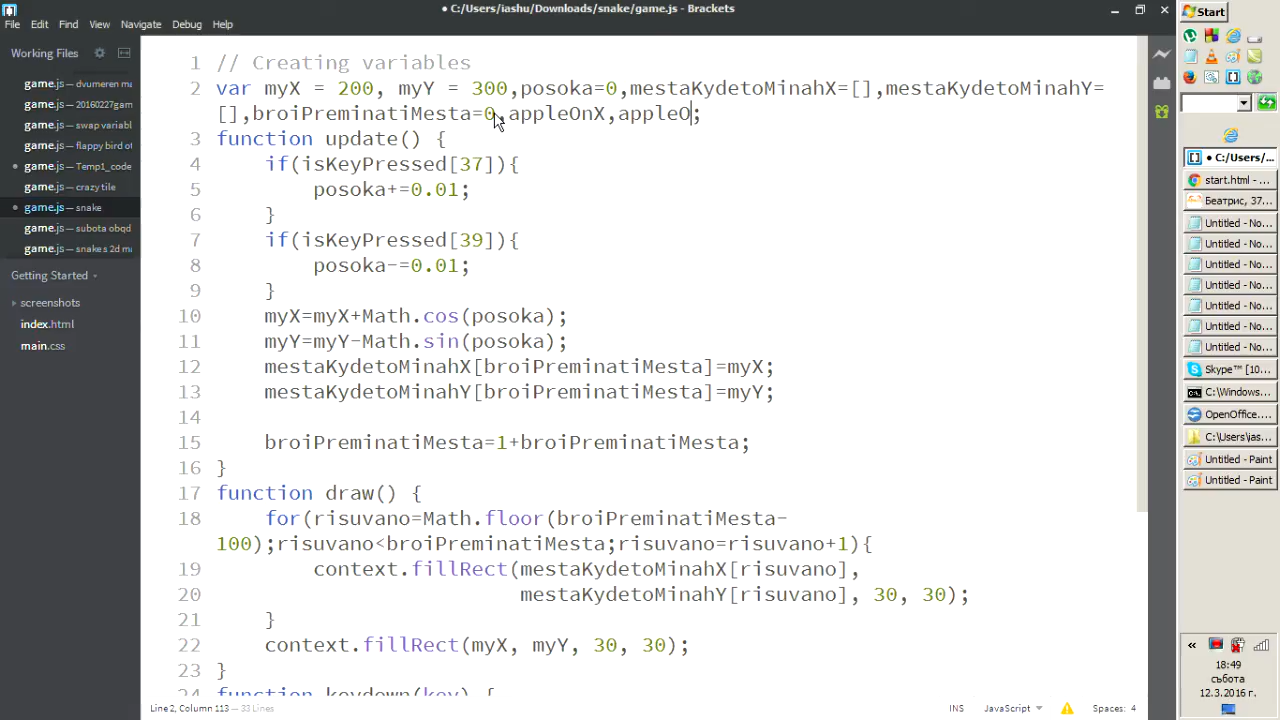 • C:/Users/iashu/Downloads/snake/game.js - Brackets
File Edit Find View Navigate Debug Help
Working Files
game.js — dvumeren ma
game.js — 20160227gam
game.js — swap variabl
game.js — flappy bird ot
game.js — Temp1_code
game.js — crazy tile
game.js — snake
game.js — subota obqd
game.js — snake s 2d ma
Getting Started
screenshots
index.html
main.css
1 // Creating variables
2 var myX = 200, myY = 300,posoka=0,mestaKydetoMinahX=[],mestaKydetoMinahY=
[],broiPreminatiMesta=0,appleOnX,appleO;
3 function update() {
4 if(isKeyPressed[37]){
5 posoka+=0.01;
6 }
7 if(isKeyPressed[39]){
8 posoka-=0.01;
9 }
10 myX=myX+Math.cos(posoka);
11 myY=myY-Math.sin(posoka);
12 mestaKydetoMinahX[broiPreminatiMesta]=myX;
13 mestaKydetoMinahY[broiPreminatiMesta]=myY;
14
15 broiPreminatiMesta=1+broiPreminatiMesta;
16 }
17 function draw() {
18 for(risuvano=Math.floor(broiPreminatiMesta-
100);risuvano<broiPreminatiMesta;risuvano=risuvano+1){
19 context.fillRect(mestaKydetoMinahX[risuvano],
20 mestaKydetoMinahY[risuvano], 30, 30);
21 }
22 context.fillRect(myX, myY, 30, 30);
23 }
24 function keydown(key) {
Line 2, Column 113 — 33 Lines
INS JavaScript Spaces: 4
Start
• C:/Users/...
start.html - ...
Беатрис, 37...
Untitled - No...
Untitled - No...
Untitled - No...
Untitled - No...
Untitled - No...
Untitled - No...
Untitled - No...
Skype™ [10...
C:\Windows...
OpenOffice....
C:\Users\ias...
Untitled - Paint
Untitled - Paint
18:49
събота
12.3.2016 г.